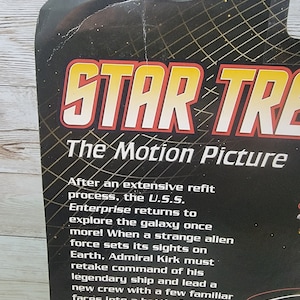 STAR TRE
The Motion Picture
After an extensive refit
process, the U.S.S.
Enterprise returns to
explore the galaxy once
more! When a strange alien
force sets its sights on
Earth, Admiral Kirk must
retake command of his
legendary ship and lead a
new crew with a few familiar
faces into a